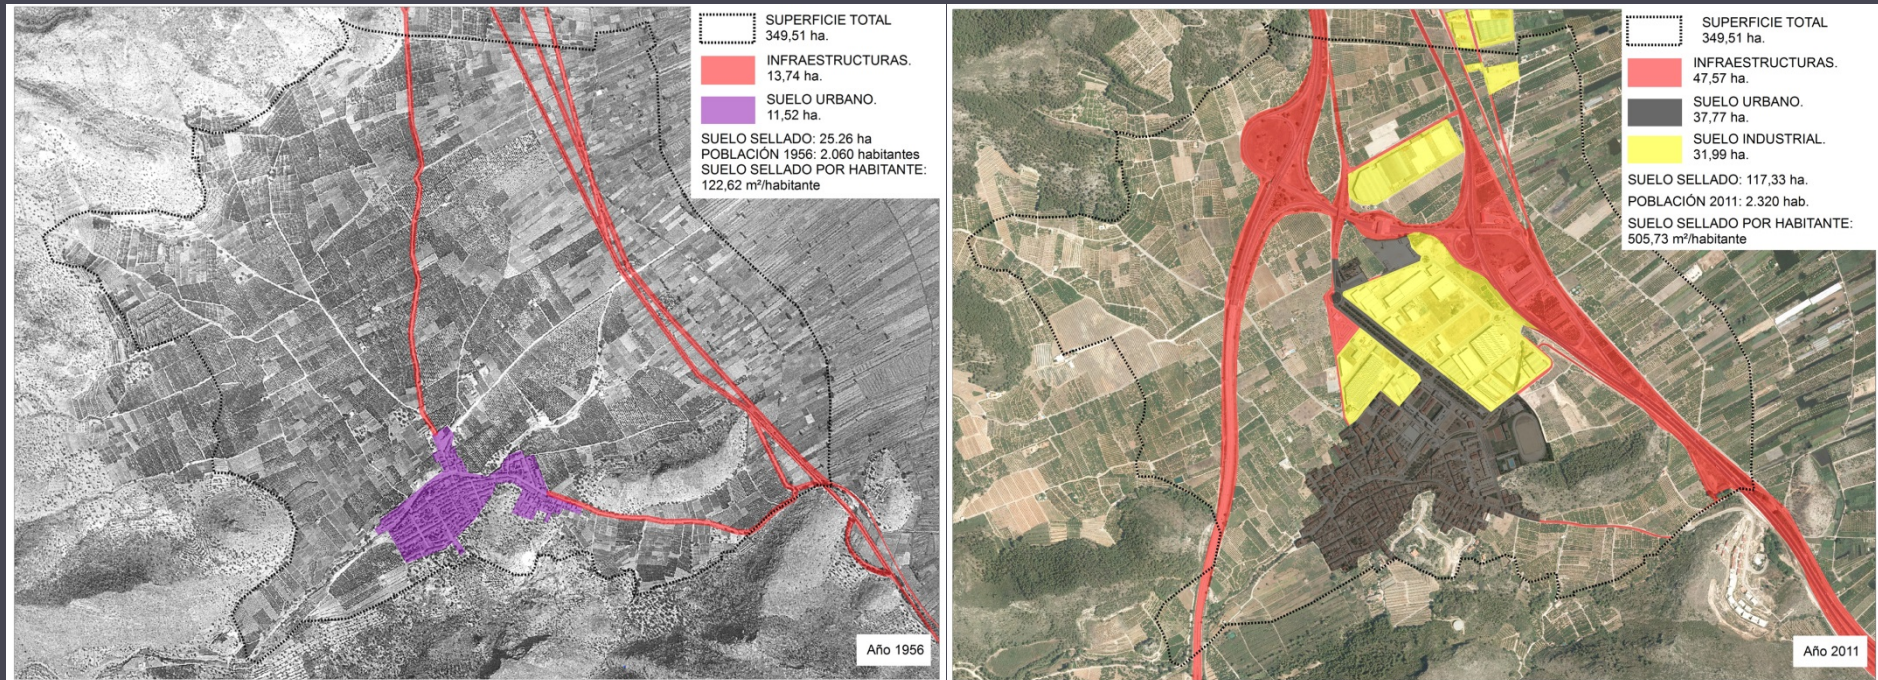 SUPERFICIE TOTAL
349,51 ha.
INFRAESTRUCTURAS.
13,74 ha.
SUELO URBANO.
11,52 ha.
SUELO SELLADO: 25.26 ha
POBLACIÓN 1956: 2.060 habitantes
SUELO SELLADO POR HABITANTE:
122,62 m²/habitante
Año 1956
SUPERFICIE TOTAL
349,51 ha.
INFRAESTRUCTURAS.
47,57 ha.
SUELO URBANO.
37,77 ha.
SUELO INDUSTRIAL.
31,99 ha.
SUELO SELLADO: 117,33 ha.
POBLACIÓN 2011: 2.320 hab.
SUELO SELLADO POR HABITANTE:
505,73 m²/habitante
Año 2011